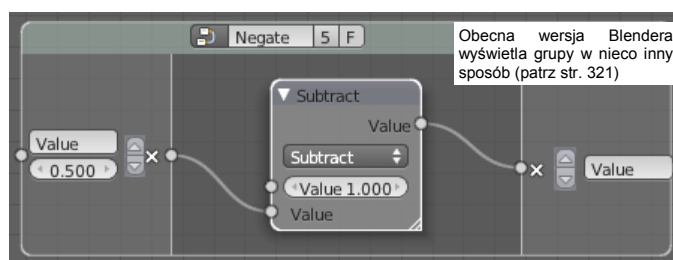 Negate 5 F
Obecna wersja Blendera
wyświetla grupy w nieco inny
sposób (patrz str. 321)
Subtract
Value
Value
0.500
Subtract
Value 1.000
Value
Value